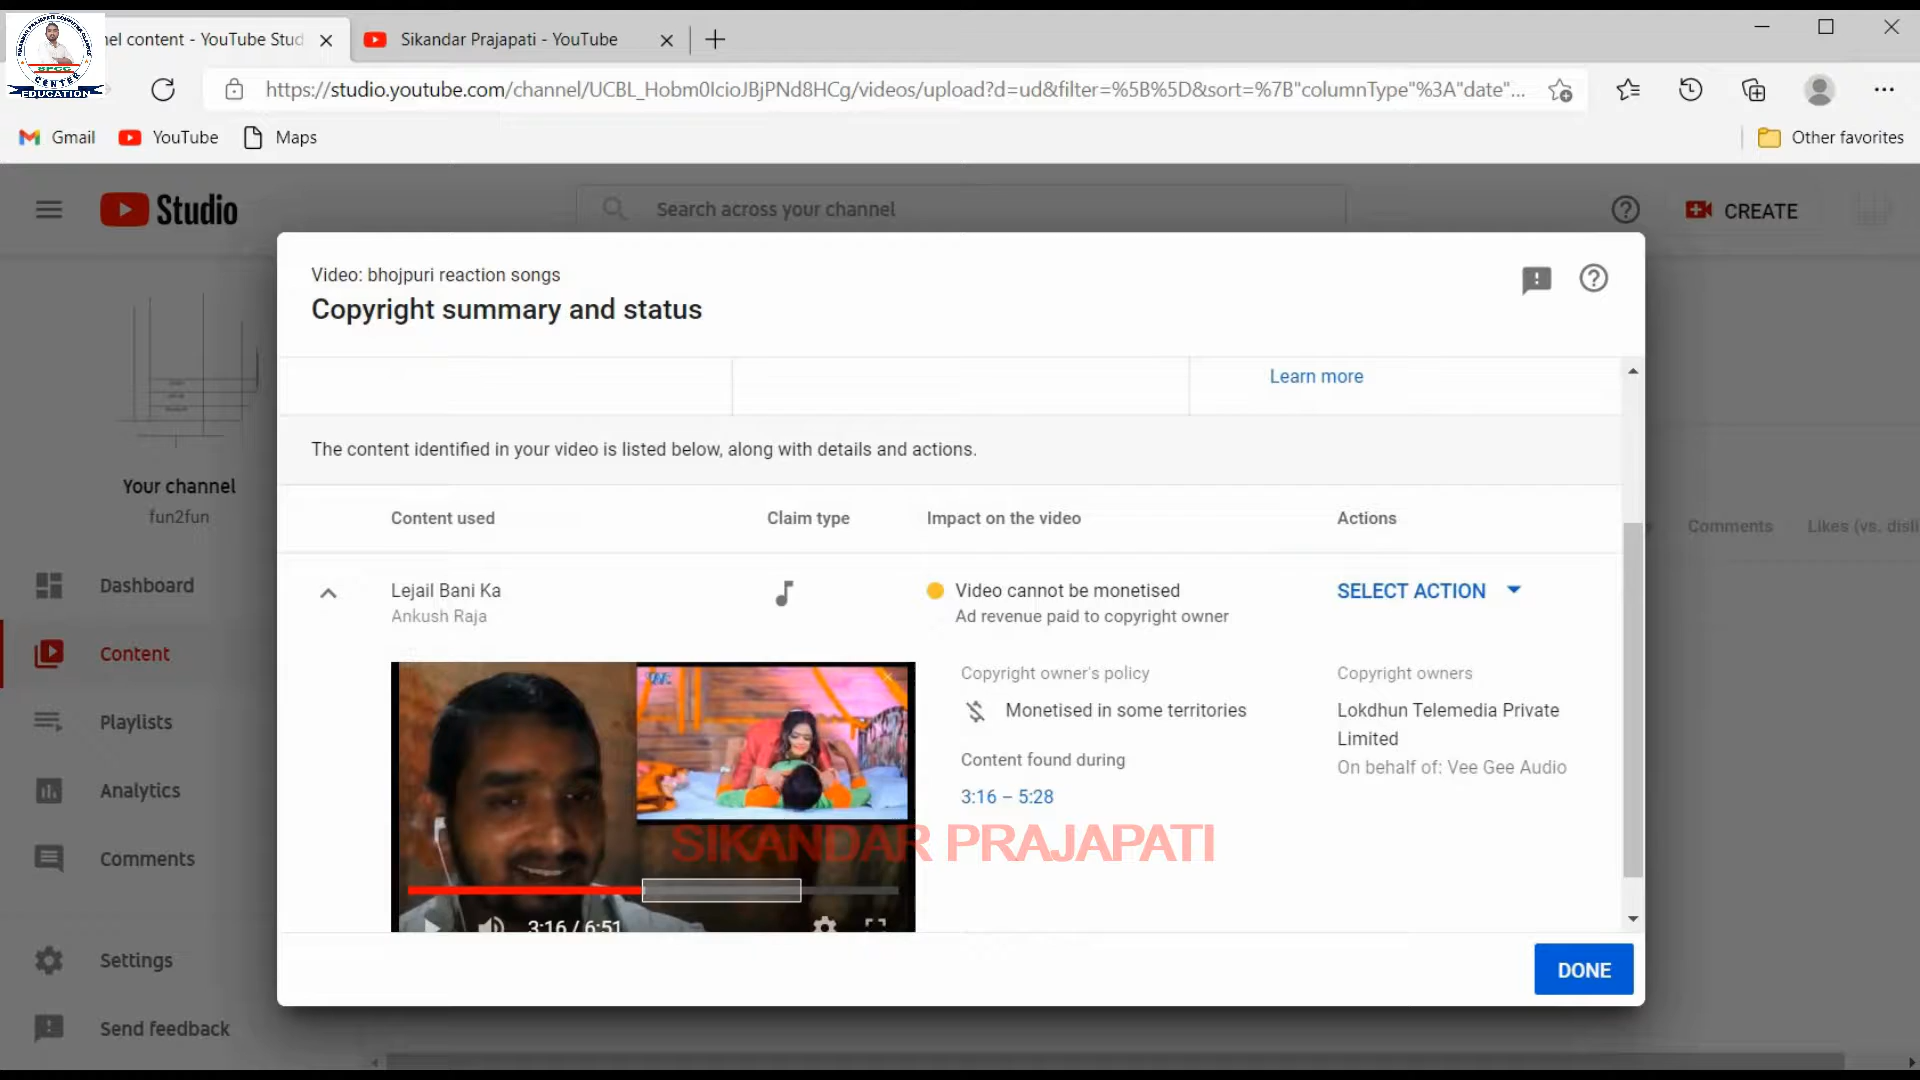 nel content - YouTube Stud
Sikandar Prajapati - YouTube
CENTER
EDUCATION
https://studio.youtube.com/channel/UCBL_Hobm0IcioJBjPNd8HCg/videos/upload?d=ud&filter=%5B%5D&sort=%7B"columnType"%3A"date"...
Gmail
YouTube
Maps
Other favorites
Studio
Search across your channel
CREATE
Video: bhojpuri reaction songs
Copyright summary and status
Learn more
The content identified in your video is listed below, along with details and actions.
Your channel
fun2fun
Content used
Claim type
Impact on the video
Actions
Comments
Likes (vs. disli
Dashboard
Content
Playlists
Analytics
Comments
Settings
Send feedback
Lejail Bani Ka
Ankush Raja
Video cannot be monetised
Ad revenue paid to copyright owner
SELECT ACTION
Copyright owner's policy
Monetised in some territories
Content found during
3:16 – 5:28
Copyright owners
Lokdhun Telemedia Private
Limited
On behalf of: Vee Gee Audio
SIKANDAR PRAJAPATI
3:16 / 6:51
DONE